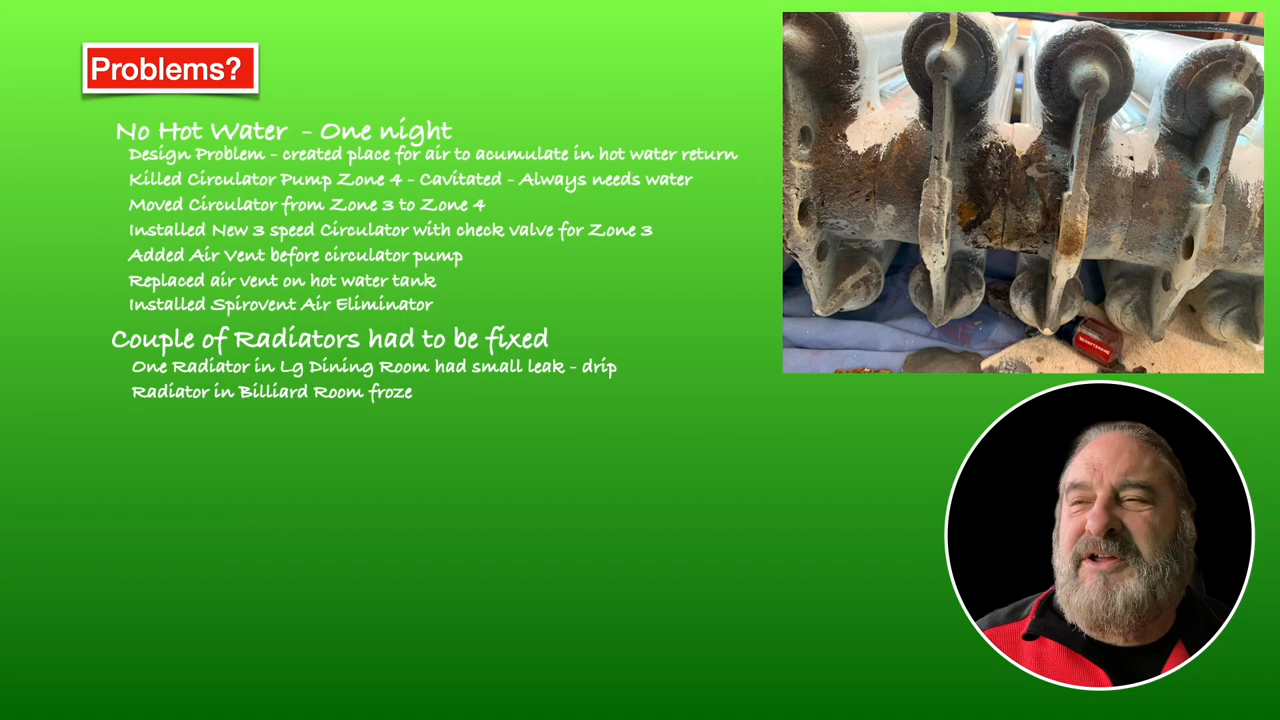 Problems?
No Hot Water - One night
Design Problem - created place for air to acumulate in hot water return
Killed Circulator Pump Zone 4 - Cavitated - Always needs water
Moved Circulator from Zone 3 to Zone 4
Installed New 3 speed Circulator with check valve for Zone 3
Added Air Vent before circulator pump
Replaced air vent on hot water tank
Installed Spirovent Air Eliminator
Couple of Radiators had to be fixed
One Radiator in Lg Dining Room had small leak - drip
Radiator in Billiard Room froze
CRAFTSMAN